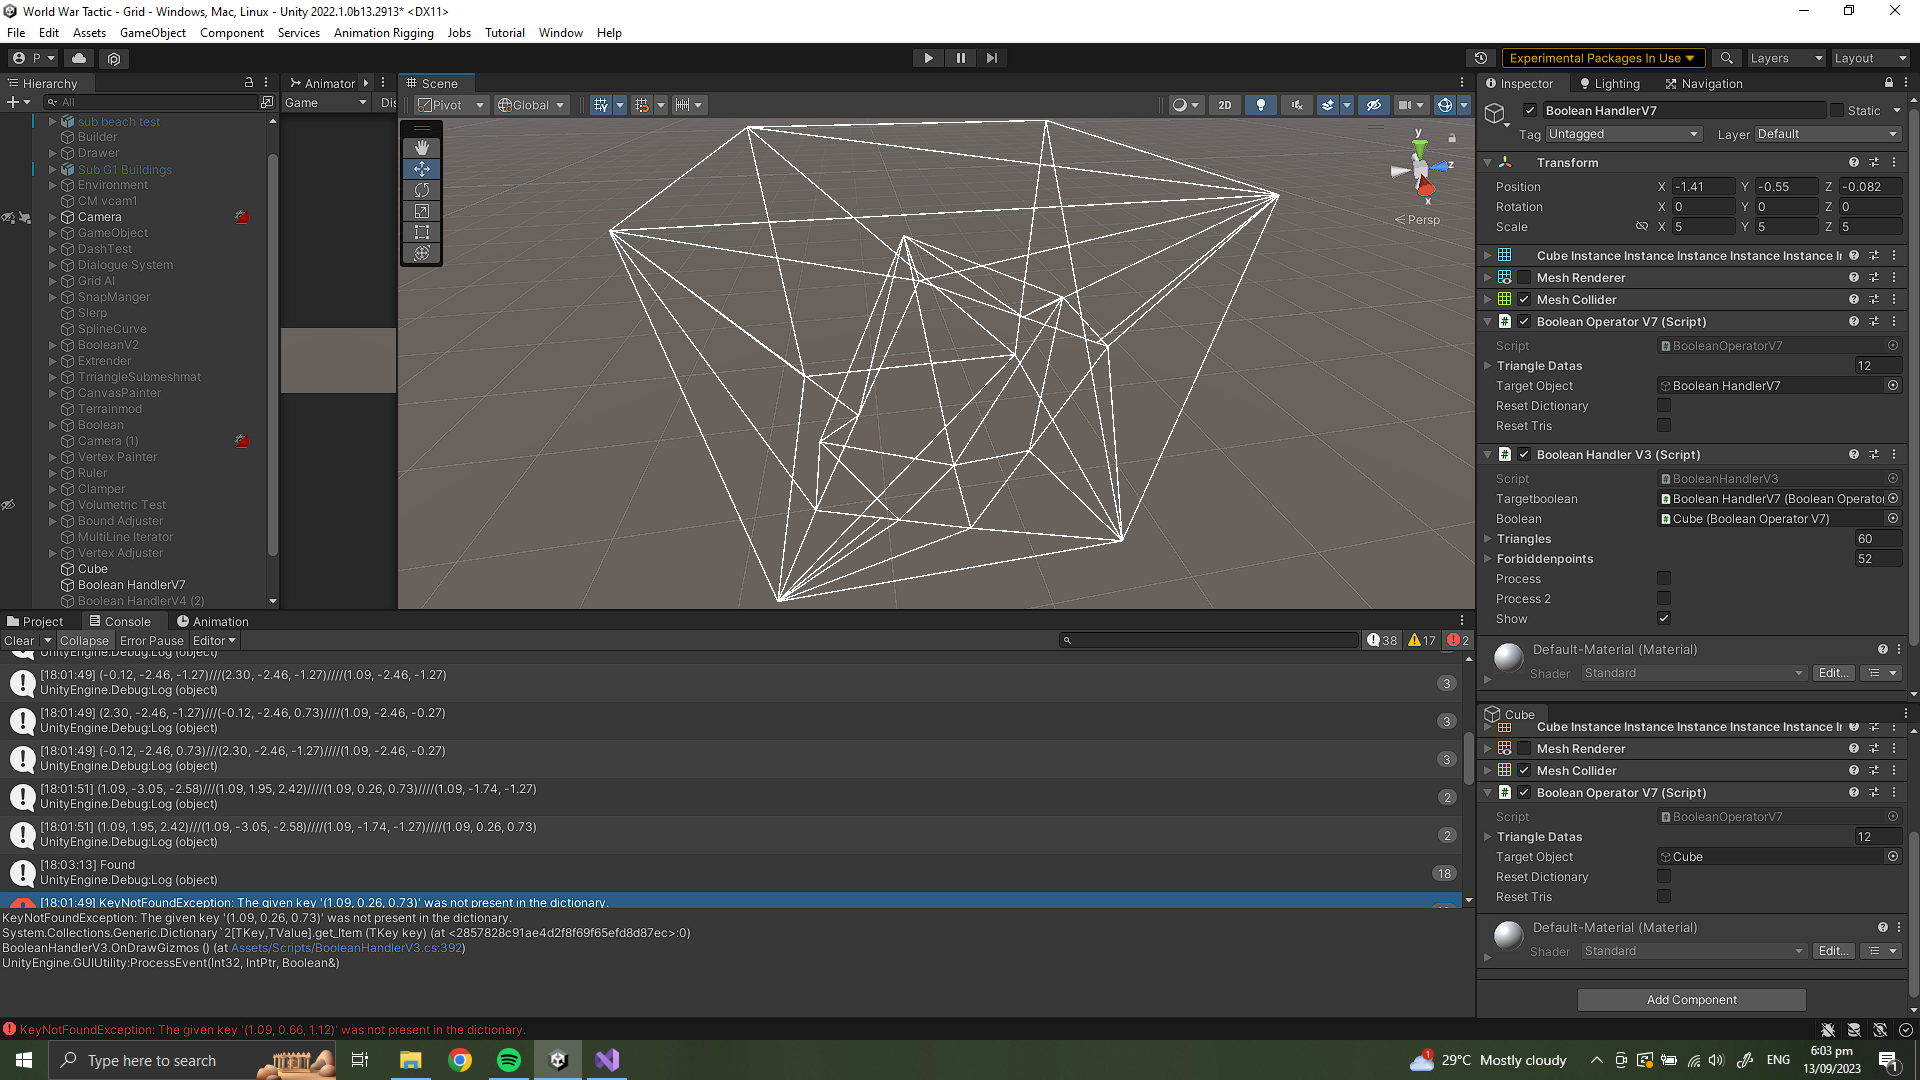 World War Tactic - Grid - Windows, Mac, Linux - Unity 2022.1.0b13.2913* <DX11>
File Edit Assets GameObject Component Services Animation Rigging Jobs Tutorial Window Help
P
Experimental Packages In Use
Layers
Layout
Hierarchy
All
sub beach test
Builder
Drawer
Sub G1 Buildings
Environment
CM vcam1
Camera
GameObject
DashTest
Dialogue System
Grid AI
SnapManger
Slerp
SplineCurve
BooleanV2
Extrender
TrriangleSubmeshmat
CanvasPainter
Terrainmod
Boolean
Camera (1)
Vertex Painter
Ruler
Clamper
Volumetric Test
Bound Adjuster
MultiLine Iterator
Vertex Adjuster
Cube
Boolean HandlerV7
Boolean HandlerV4 (2)
Animator
Game
Dis
Scene
Pivot
Global
2D
y
z
x
Persp
Inspector
Lighting
Navigation
Boolean HandlerV7
Static
Tag Untagged
Layer Default
Transform
Position X -1.41 Y -0.55 Z -0.082
Rotation X 0 Y 0 Z 0
Scale X 5 Y 5 Z 5
Cube Instance Instance Instance Instance Instance Ir
Mesh Renderer
Mesh Collider
Boolean Operator V7 (Script)
Script BooleanOperatorV7
Triangle Datas 12
Target Object Boolean HandlerV7
Reset Dictionary
Reset Tris
Boolean Handler V3 (Script)
Script BooleanHandlerV3
Targetboolean Boolean HandlerV7 (Boolean Operator
Boolean Cube (Boolean Operator V7)
Triangles 60
Forbiddenpoints 52
Process
Process 2
Show
Default-Material (Material)
Shader Standard Edit...
Cube
Cube Instance Instance Instance Instance Instance Ir
Mesh Renderer
Mesh Collider
Boolean Operator V7 (Script)
Script BooleanOperatorV7
Triangle Datas 12
Target Object Cube
Reset Dictionary
Reset Tris
Default-Material (Material)
Shader Standard Edit...
Add Component
Project
Console
Animation
Clear Collapse Error Pause Editor
38 17 2
UnityEngine.Debug:Log (object)
[18:01:49] (-0.12, -2.46, -1.27)///(2.30, -2.46, -1.27)////(1.09, -2.46, -1.27)
UnityEngine.Debug:Log (object)
3
[18:01:49] (2.30, -2.46, -1.27)///(-0.12, -2.46, 0.73)////(1.09, -2.46, -0.27)
UnityEngine.Debug:Log (object)
3
[18:01:49] (-0.12, -2.46, 0.73)///(2.30, -2.46, -1.27)////(1.09, -2.46, -0.27)
UnityEngine.Debug:Log (object)
3
[18:01:51] (1.09, -3.05, -2.58)///(1.09, 1.95, 2.42)/////(1.09, 0.26, 0.73)////(1.09, -1.74, -1.27)
UnityEngine.Debug:Log (object)
2
[18:01:51] (1.09, 1.95, 2.42)///(1.09, -3.05, -2.58)/////(1.09, -1.74, -1.27)////(1.09, 0.26, 0.73)
UnityEngine.Debug:Log (object)
2
[18:03:13] Found
UnityEngine.Debug:Log (object)
18
[18:01:49] KeyNotFoundException: The given key '(1.09, 0.26, 0.73)' was not present in the dictionary.
KeyNotFoundException: The given key '(1.09, 0.26, 0.73)' was not present in the dictionary.
System.Collections.Generic.Dictionary`2[TKey,TValue].get_Item (TKey key) (at <2857828c91ae4d2f8f69f65efd8d87ec>:0)
BooleanHandlerV3.OnDrawGizmos () (at Assets/Scripts/BooleanHandlerV3.cs:392)
UnityEngine.GUIUtility:ProcessEvent(Int32, IntPtr, Boolean&)
KeyNotFoundException: The given key '(1.09, 0.66, 1.12)' was not present in the dictionary.
Type here to search
1
29°C Mostly cloudy
ENG
6:03 pm
13/09/2023
1